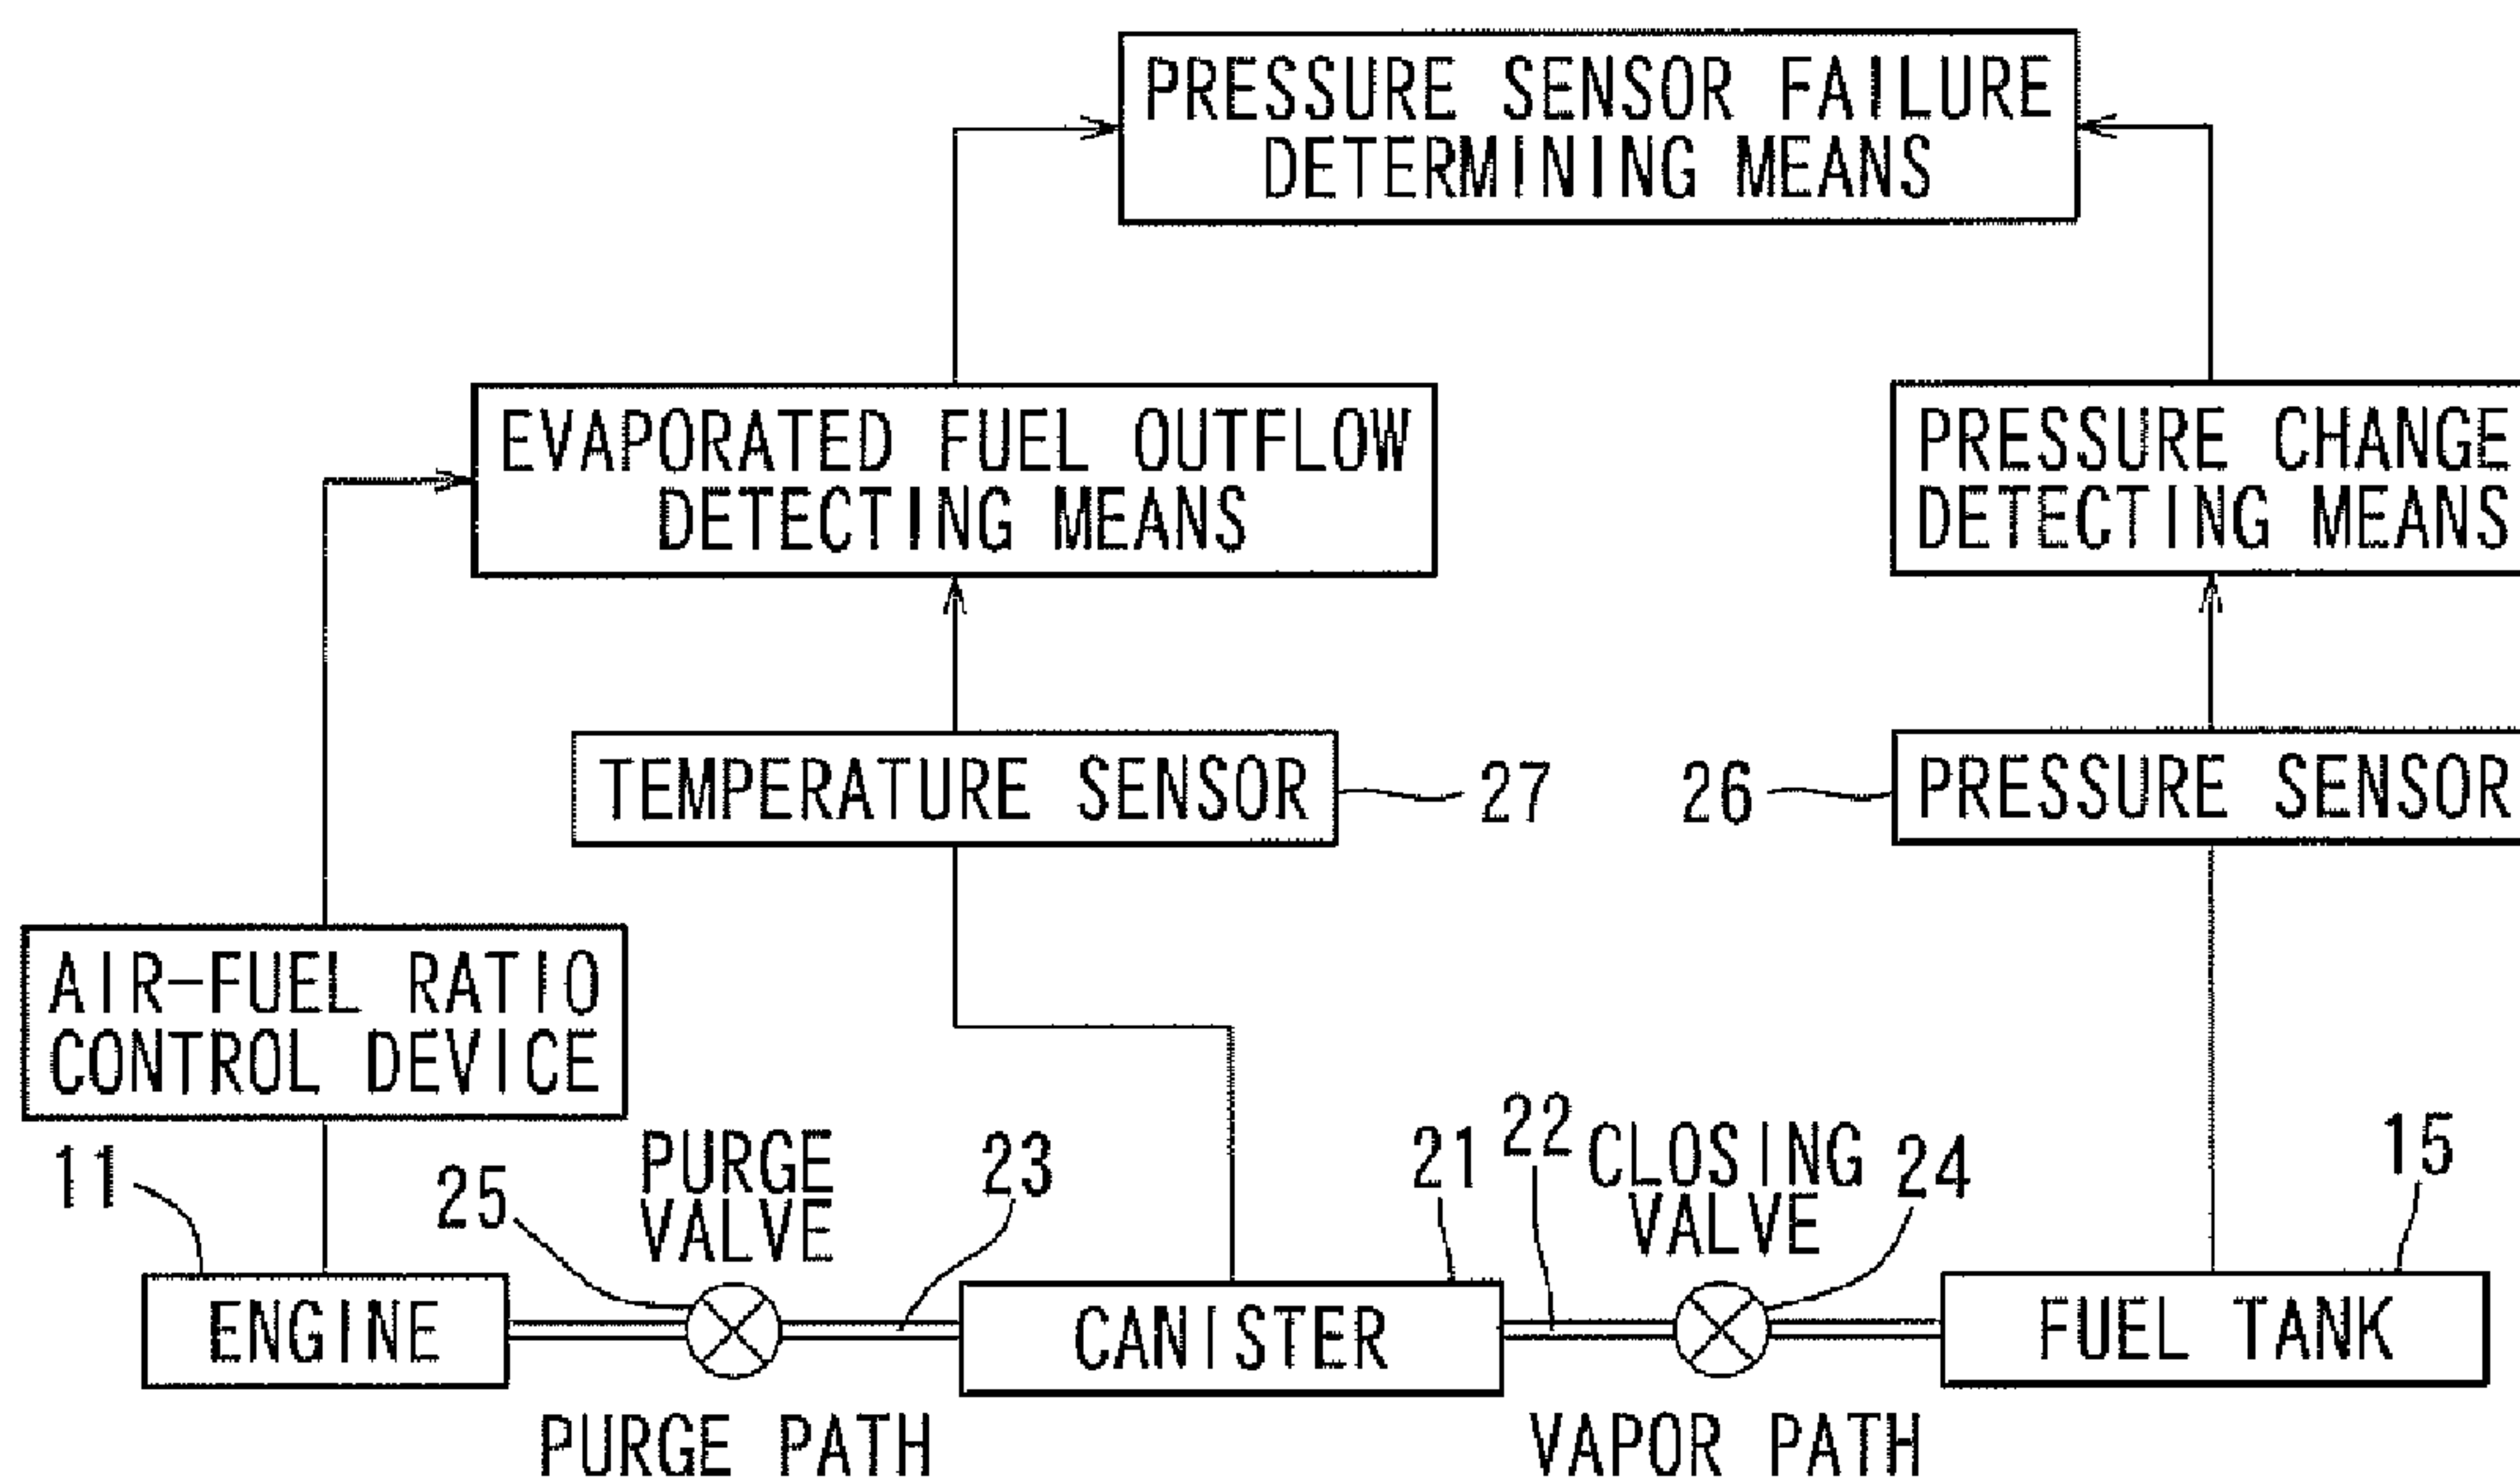 PRESSURE SENSOR FAILURE
DETERMINING MEANS
EVAPORATED FUEL OUTFLOW
DETECTING MEANS
PRESSURE CHANGE
DETECTING MEANS
TEMPERATURE SENSOR
27
26
PRESSURE SENSOR
AIR-FUEL RATIO
CONTROL DEVICE
11
25
PURGE
VALVE
23
21
22
CLOSING
VALVE
24
15
ENGINE
CANISTER
FUEL TANK
PURGE PATH
VAPOR PATH